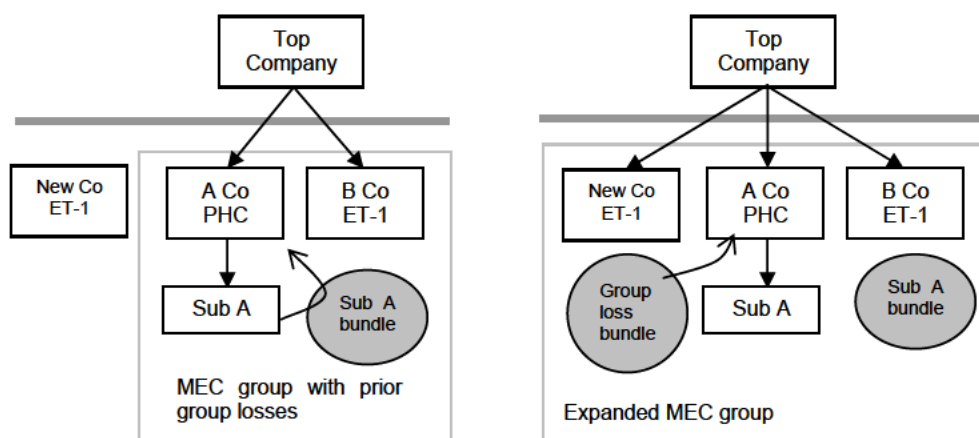 Top
Company
New Co
ET-1
A Co
PHC
B Co
ET-1
Sub A
Sub A
bundle
MEC group with prior
group losses
Top
Company
New Co
ET-1
A Co
PHC
B Co
ET-1
Group
loss
bundle
Sub A
Sub A
bundle
Expanded MEC group